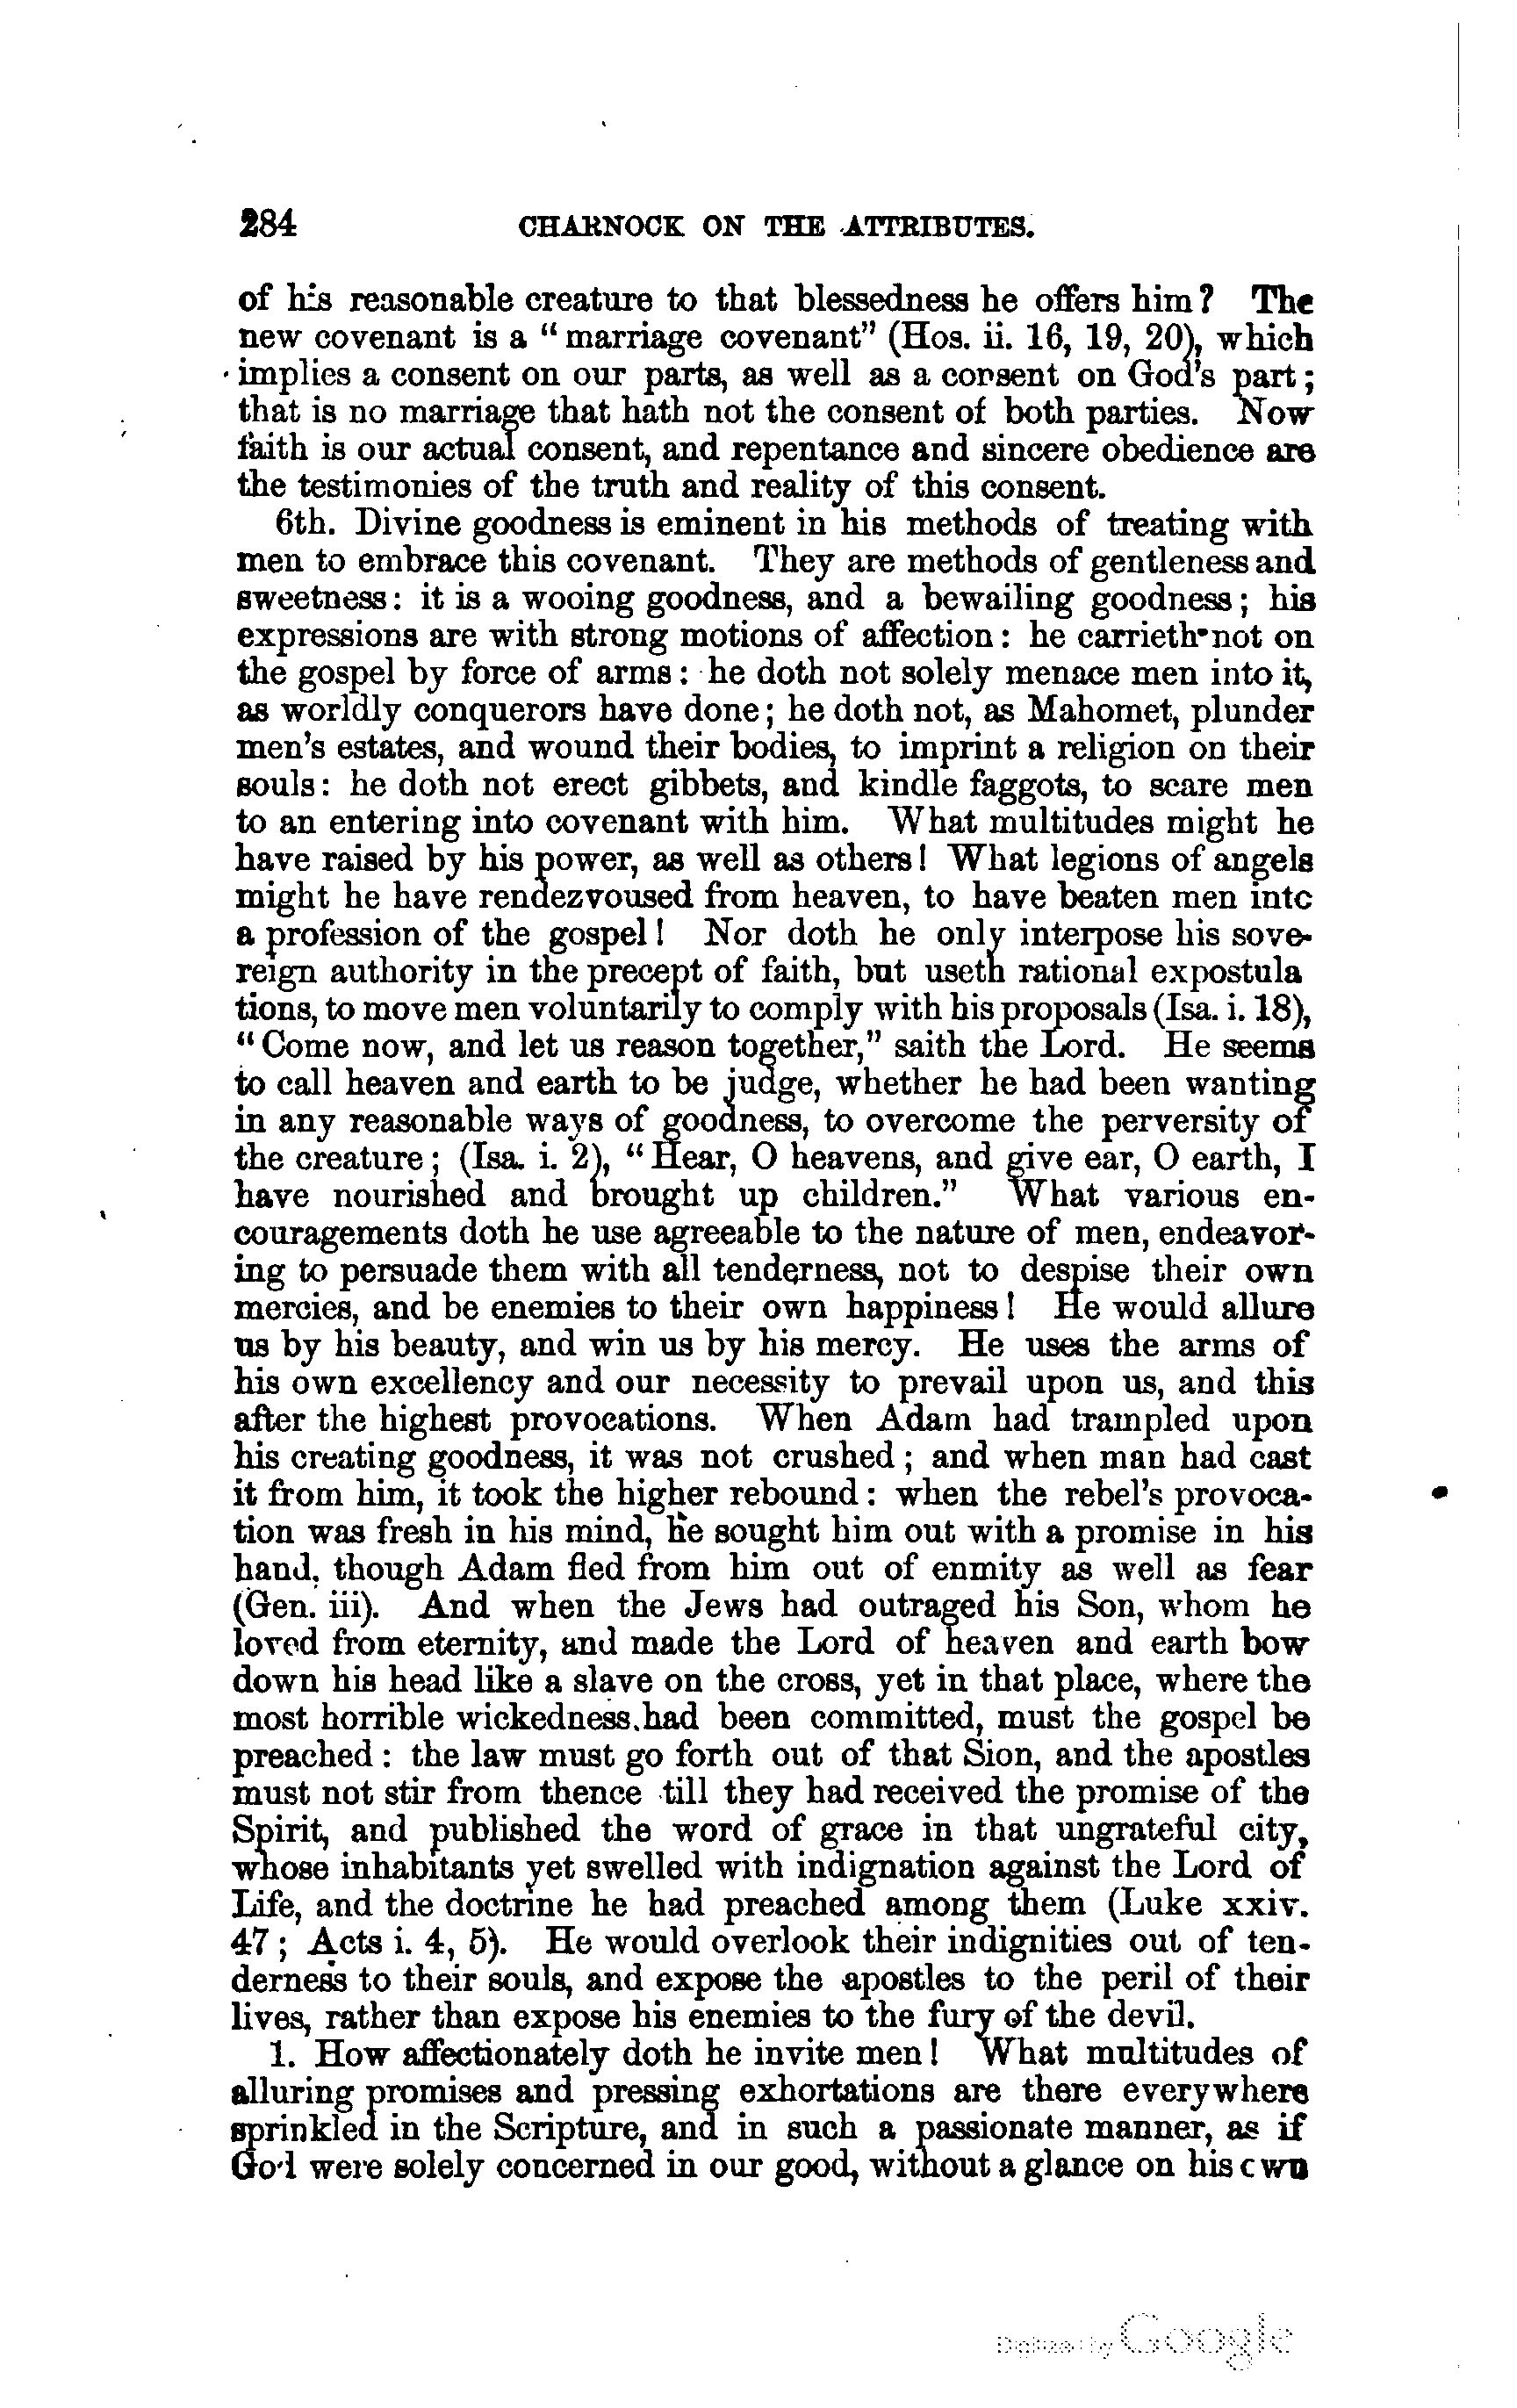 284 CHARNOCK ON THE ATTRIBUTES.
of his reasonable creature to that blessedness he offers him? The
new covenant is a "marriage covenant" (Hos. ii. 16, 19, 20), which
implies a consent on our parts, as well as a consent on God's part;
that is no marriage that hath not the consent of both parties. Now
faith is our actual consent, and repentance and sincere obedience are
the testimonies of the truth and reality of this consent.
6th. Divine goodness is eminent in his methods of treating with
men to embrace this covenant. They are methods of gentleness and
sweetness: it is a wooing goodness, and a bewailing goodness; his
expressions are with strong motions of affection: he carrieth not on
the gospel by force of arms: he doth not solely menace men into it,
as worldly conquerors have done; he doth not, as Mahomet, plunder
men's estates, and wound their bodies, to imprint a religion on their
souls: he doth not erect gibbets, and kindle faggots, to scare men
to an entering into covenant with him. What multitudes might he
have raised by his power, as well as others! What legions of angels
might he have rendezvoused from heaven, to have beaten men into
a profession of the gospel! Nor doth he only interpose his sove-
reign authority in the precept of faith, but useth rational expostula
tions, to move men voluntarily to comply with his proposals (Isa. i. 18),
"Come now, and let us reason together," saith the Lord. He seems
to call heaven and earth to be judge, whether he had been wanting
in any reasonable ways of goodness, to overcome the perversity of
the creature; (Isa. i. 2), "Hear, O heavens, and give ear, O earth, I
have nourished and brought up children." What various en-
couragements doth he use agreeable to the nature of men, endeavor-
ing to persuade them with all tenderness, not to despise their own
mercies, and be enemies to their own happiness! He would allure
us by his beauty, and win us by his mercy. He uses the arms of
his own excellency and our necessity to prevail upon us, and this
after the highest provocations. When Adam had trampled upon
his creating goodness, it was not crushed; and when man had cast
it from him, it took the higher rebound: when the rebel's provoca-
tion was fresh in his mind, he sought him out with a promise in his
hand, though Adam fled from him out of enmity as well as fear
(Gen. iii). And when the Jews had outraged his Son, whom he
loved from eternity, and made the Lord of heaven and earth bow
down his head like a slave on the cross, yet in that place, where the
most horrible wickedness had been committed, must the gospel be
preached: the law must go forth out of that Sion, and the apostles
must not stir from thence till they had received the promise of the
Spirit, and published the word of grace in that ungrateful city,
whose inhabitants yet swelled with indignation against the Lord of
Life, and the doctrine he had preached among them (Luke xxiv.
47; Acts i. 4, 5). He would overlook their indignities out of ten-
derness to their souls, and expose the apostles to the peril of their
lives, rather than expose his enemies to the fury of the devil.
1. How affectionately doth he invite men! What multitudes of
alluring promises and pressing exhortations are there everywhere
sprinkled in the Scripture, and in such a passionate manner, as if
God were solely concerned in our good, without a glance on his own
Digitized by Google